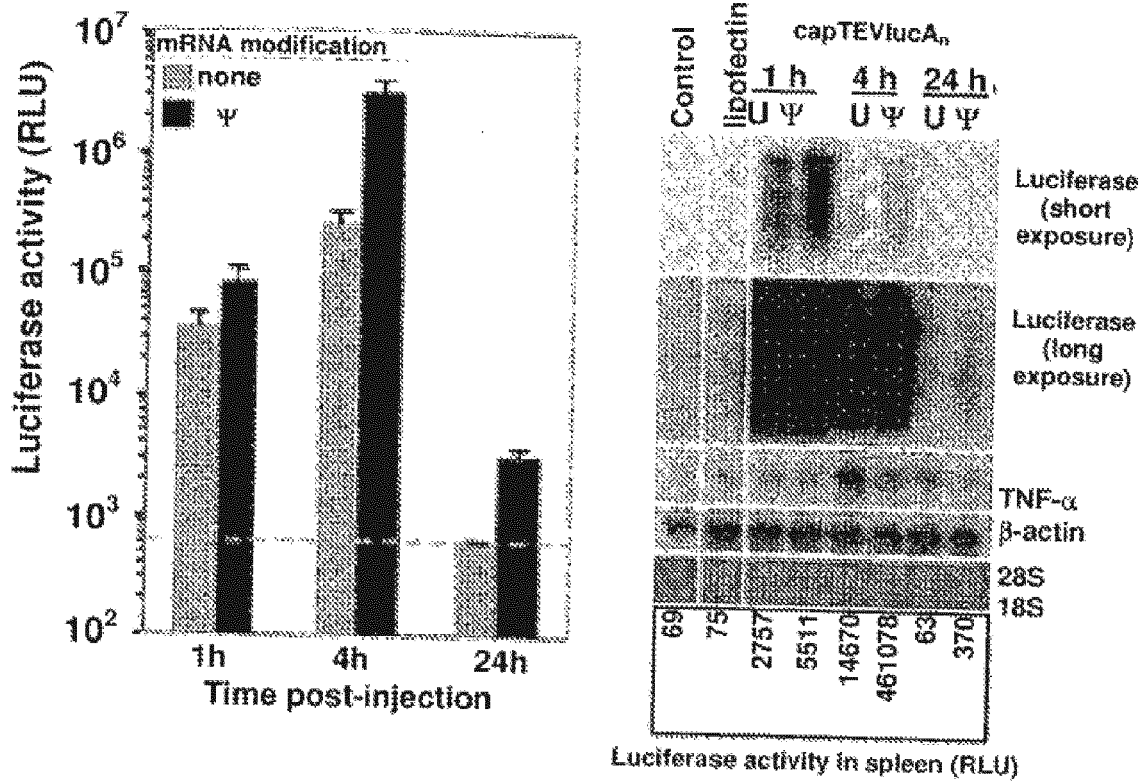 10⁷
10⁶
10⁵
10⁴
10³
10²
Luciferase activity (RLU)
mRNA modification
none
Ψ
1h
4h
24h
Time post-injection
Control
lipofectin
capTEVlucAₙ
1 h
4 h
24 h
U Ψ
U Ψ
U Ψ
Luciferase
(short
exposure)
Luciferase
(long
exposure)
TNF-α
β-actin
28S
18S
69
75
2757
5511
14670
461078
63
370
Luciferase activity in spleen (RLU)